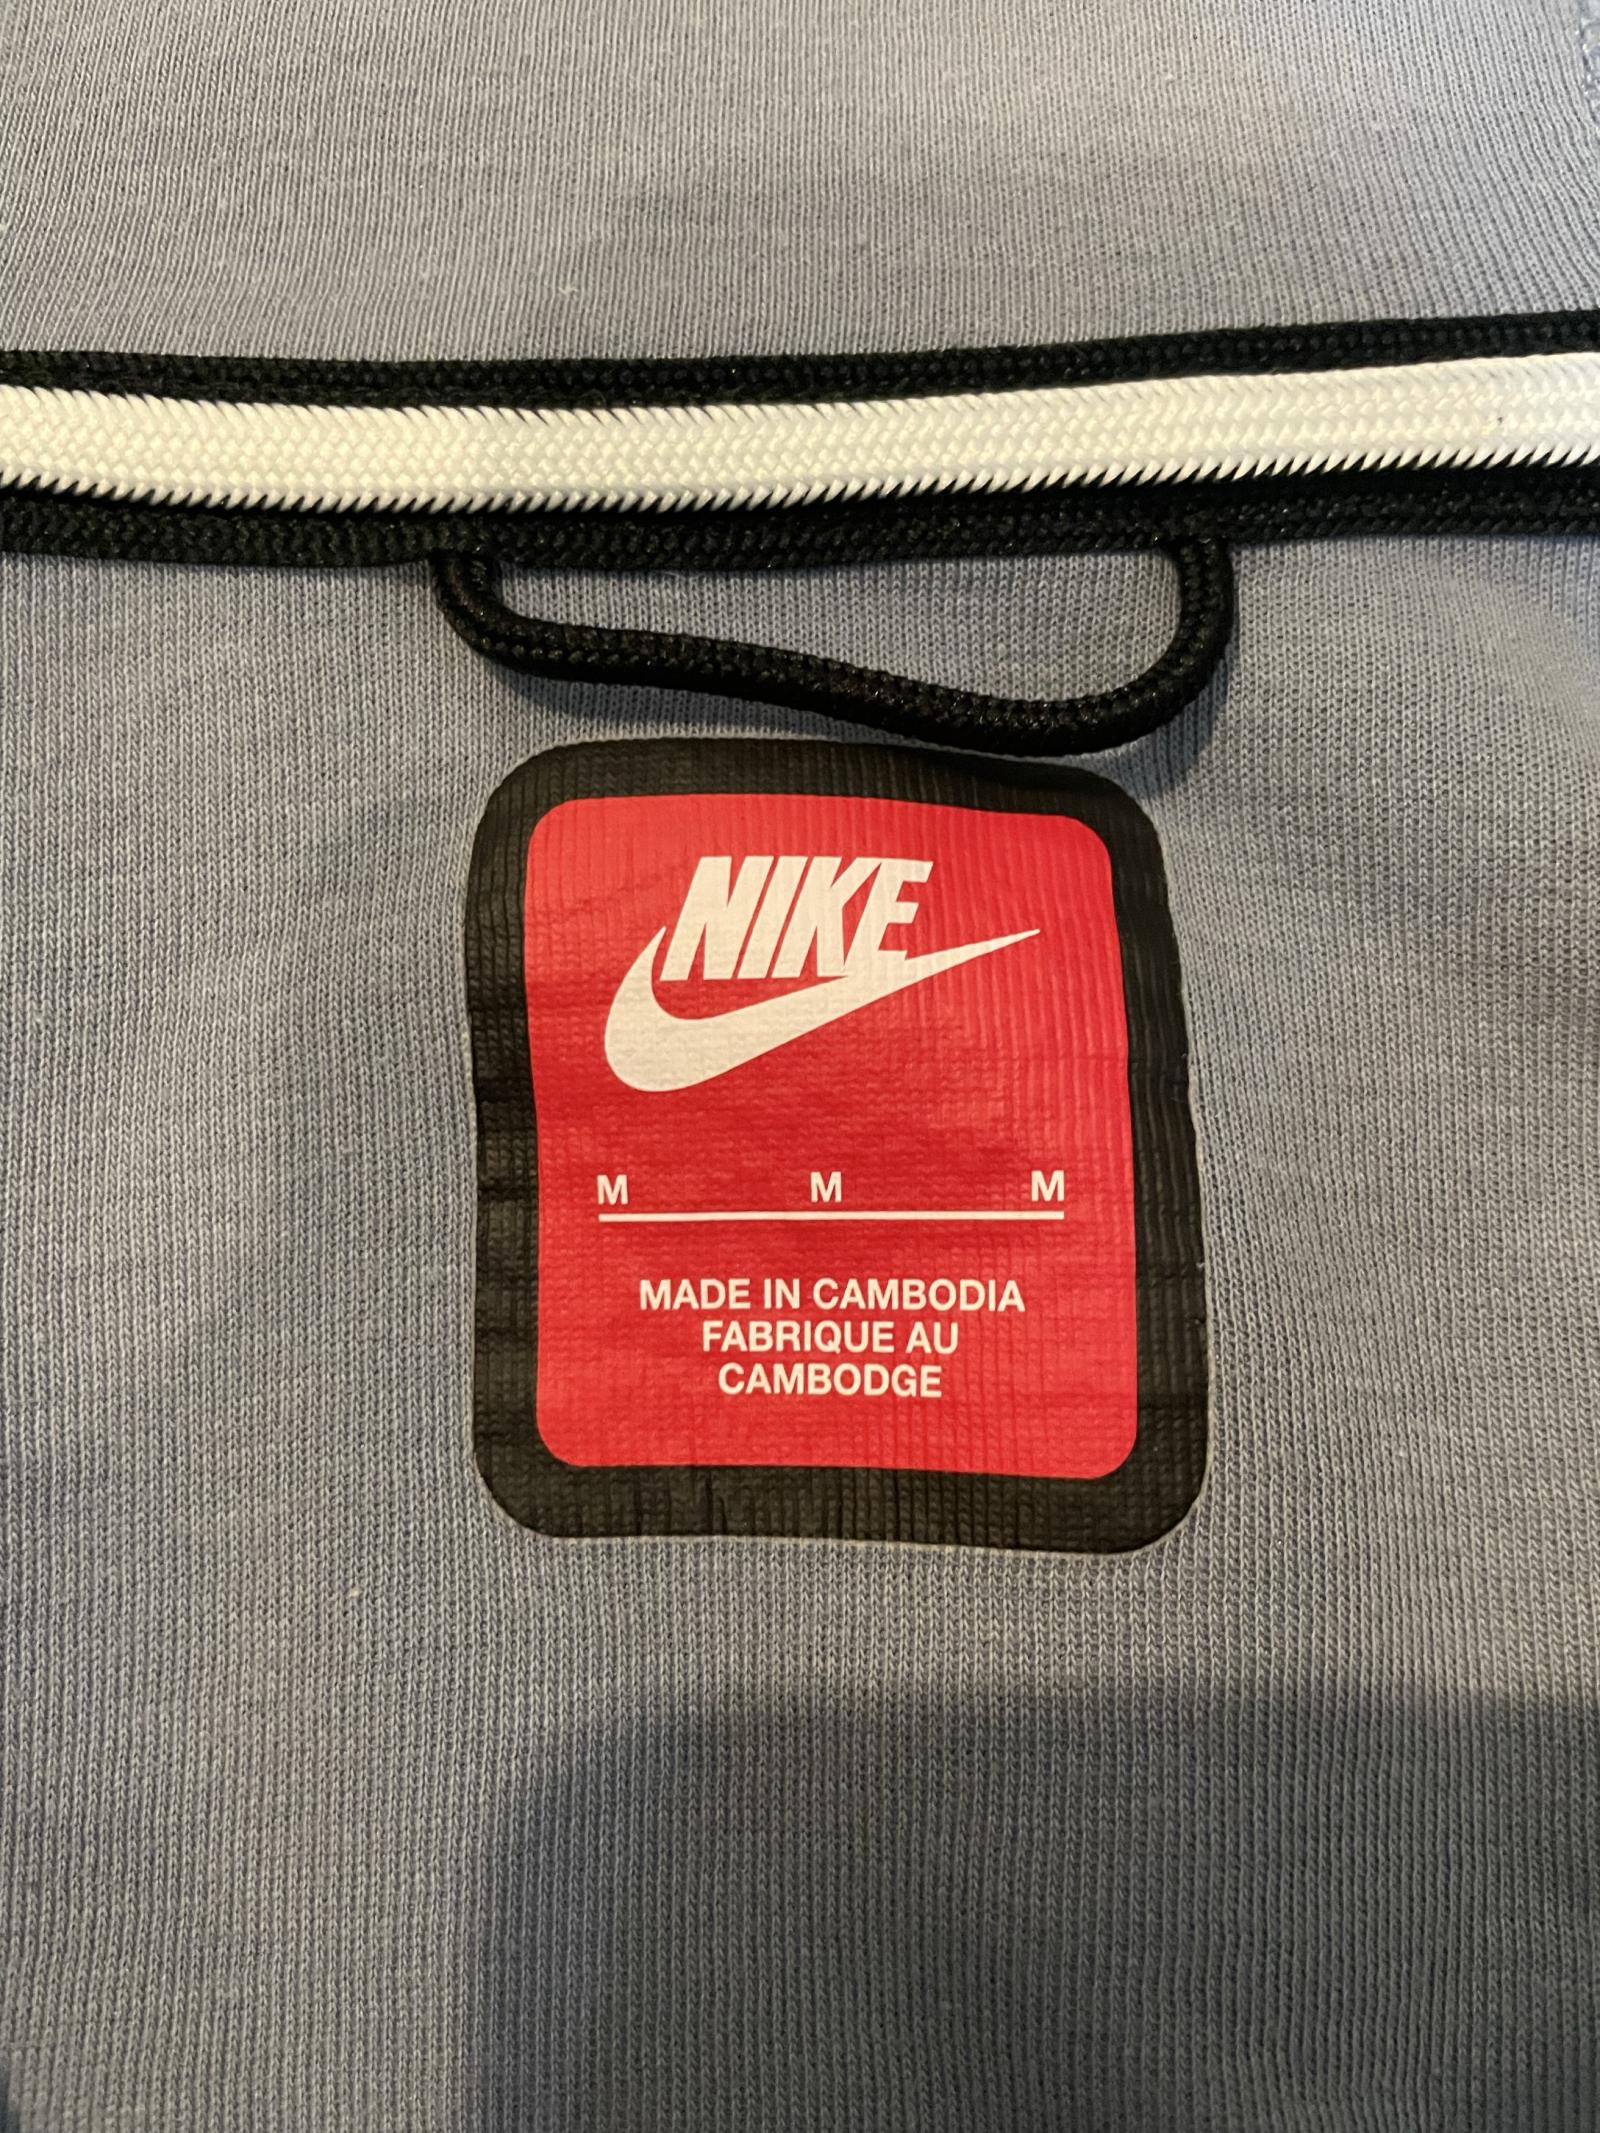 NIKE
M M M
MADE IN CAMBODIA
FABRIQUE AU
CAMBODGE